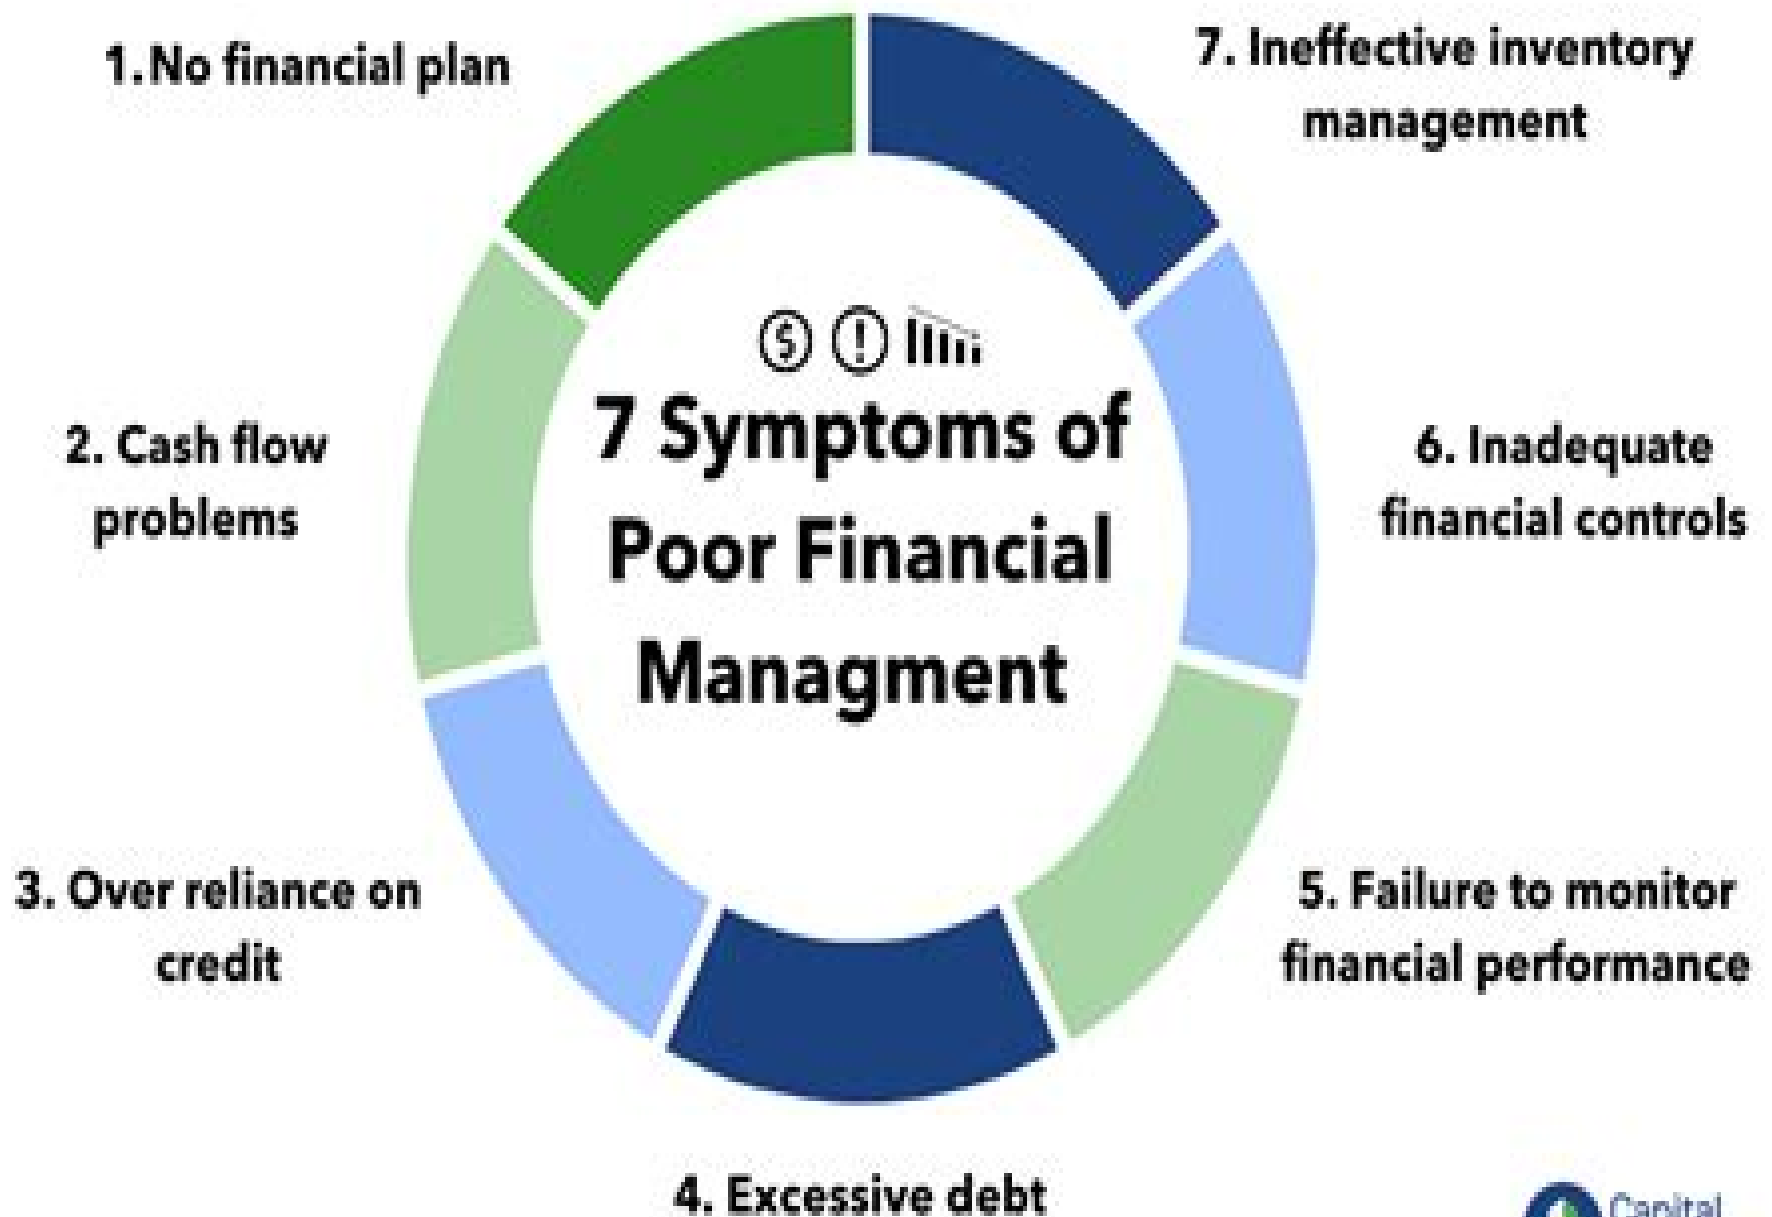 7 Symptoms of
Poor Financial
Managment
1. No financial plan
2. Cash flow
problems
3. Over reliance on
credit
4. Excessive debt
5. Failure to monitor
financial performance
6. Inadequate
financial controls
7. Ineffective inventory
management
Capital